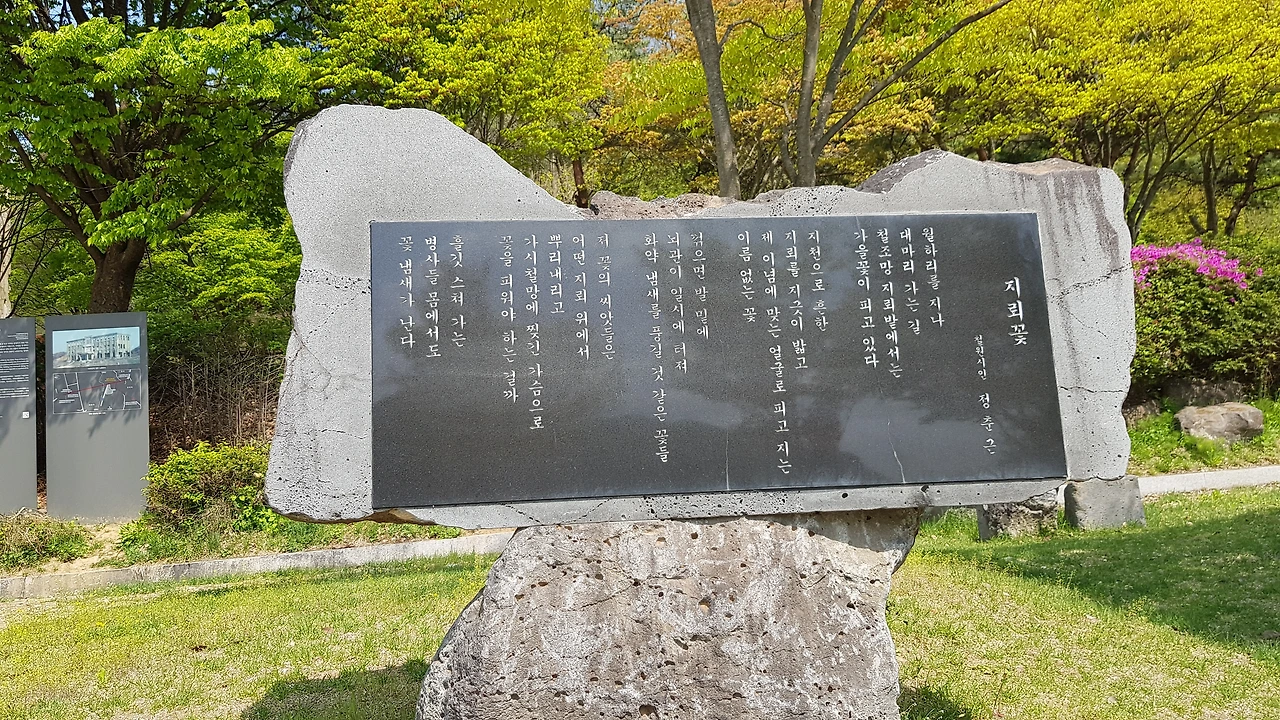 지뢰꽃
철원시인 정춘근
월하리를 지나
대마리 가는 길
철조망 지뢰밭에서는
가을꽃이 피고 있다
지천으로 흔한
지뢰를 지긋이 밟고
제 이념에 맞는 얼굴로 피고 지는
이름 없는 꽃
꺾으면 발 밑에
뇌관이 일시에 터져
화약 냄새를 풍길 것 같은 꽃들
저 꽃의 씨앗들은
어떤 지뢰 위에서
뿌리내리고
가시철망에 찢긴 가슴으로
꽃을 피워야 하는 걸까
흘깃 스쳐 가는
병사들 몸에서도
꽃 냄새가 난다